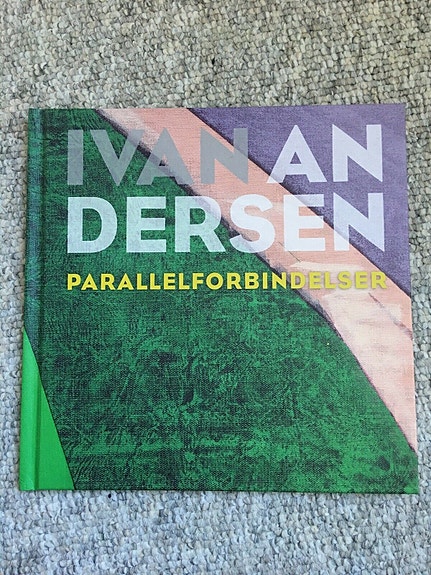 IVAN AN
DERSEN
PARALLELFORBINDELSER